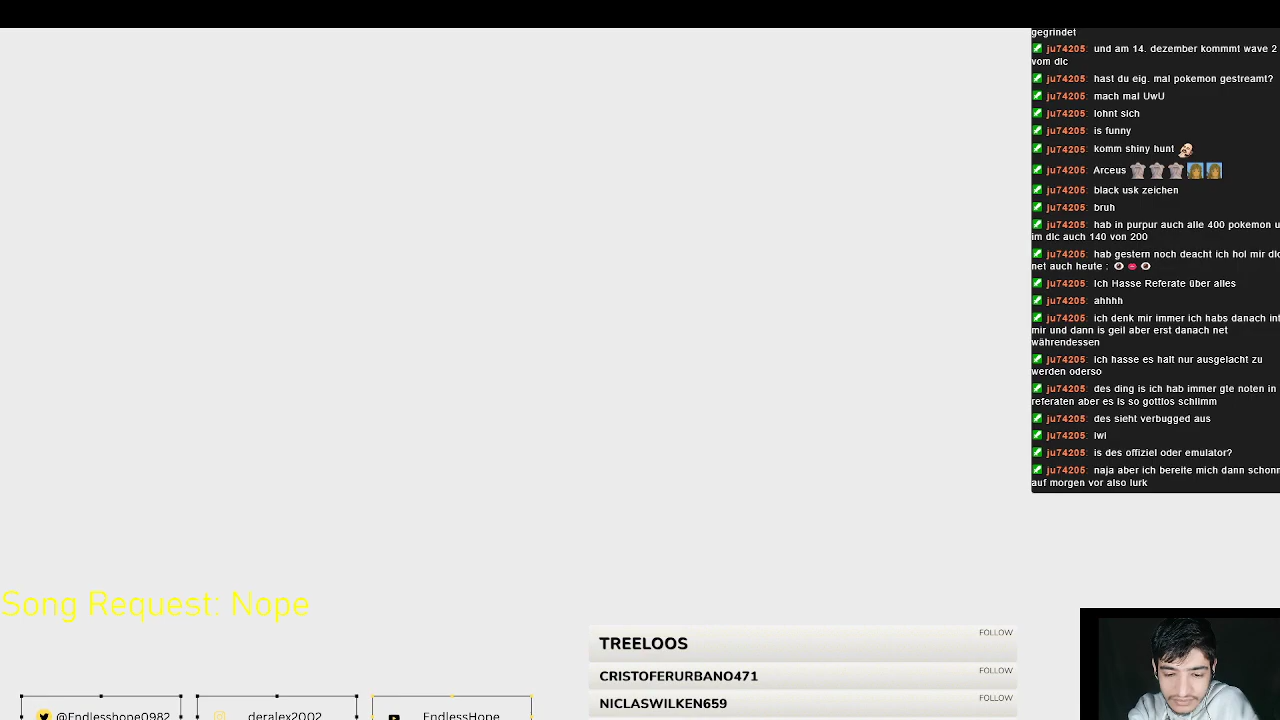 gegrindet
ju74205: und am 14. dezember kommmt wave 2
vom dlc
ju74205: hast du eig. mal pokemon gestreamt?
ju74205: mach mal UwU
ju74205: lohnt sich
ju74205: is funny
ju74205: komm shiny hunt
ju74205: Arceus
ju74205: black usk zeichen
ju74205: bruh
ju74205: hab in purpur auch alle 400 pokemon u
im dlc auch 140 von 200
ju74205: hab gestern noch deacht ich hol mir dlc
net auch heute :
ju74205: Ich Hasse Referate über alles
ju74205: ahhhh
ju74205: ich denk mir immer ich habs danach int
mir und dann is geil aber erst danach net
währendessen
ju74205: Ich hasse es halt nur ausgelacht zu
werden oderso
ju74205: des ding is ich hab immer gte noten in
referaten aber es is so gottlos schlimm
ju74205: des sieht verbugged aus
ju74205: iwi
ju74205: is des offiziel oder emulator?
ju74205: naja aber ich bereite mich dann schonn
auf morgen vor also lurk
Song Request: Nope
TREELOOS FOLLOW
CRISTOFERURBANO471 FOLLOW
NICLASWILKEN659 FOLLOW
@Endlesshope0982 deralex2002 EndlessHope